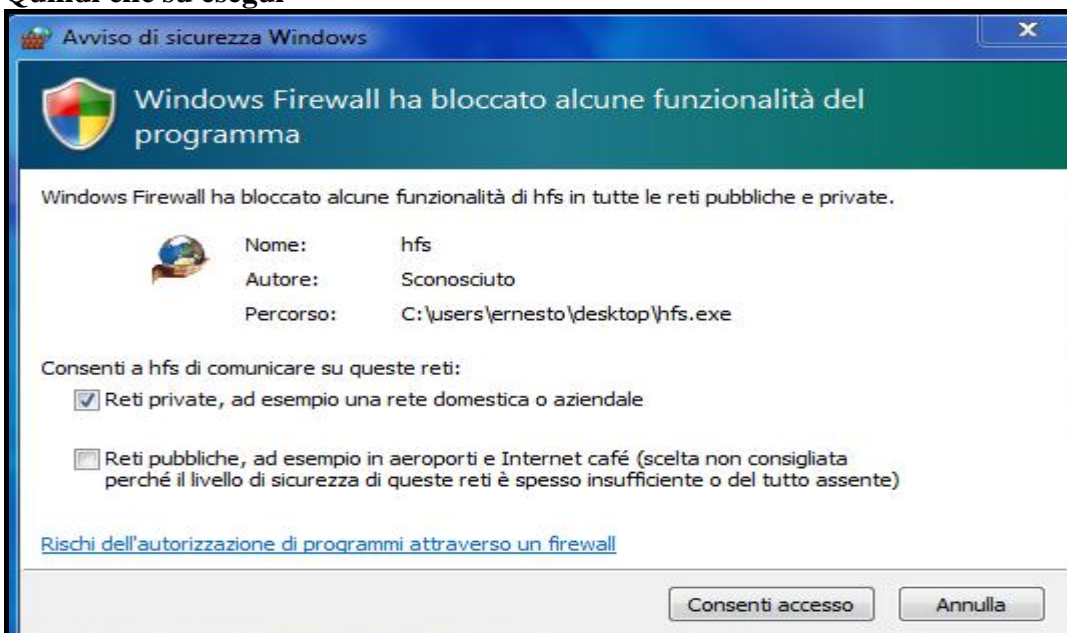 Quindi chè su esegui
Avviso di sicurezza Windows
Windows Firewall ha bloccato alcune funzionalità del
programma
Windows Firewall ha bloccato alcune funzionalità di hfs in tutte le reti pubbliche e private.
Nome: hfs
Autore: Sconosciuto
Percorso: C:\users\ernesto\desktop\hfs.exe
Consenti a hfs di comunicare su queste reti:
Reti private, ad esempio una rete domestica o aziendale
Reti pubbliche, ad esempio in aeroporti e Internet café (scelta non consigliata
perché il livello di sicurezza di queste reti è spesso insufficiente o del tutto assente)
Rischi dell'autorizzazione di programmi attraverso un firewall
Consenti accesso Annulla